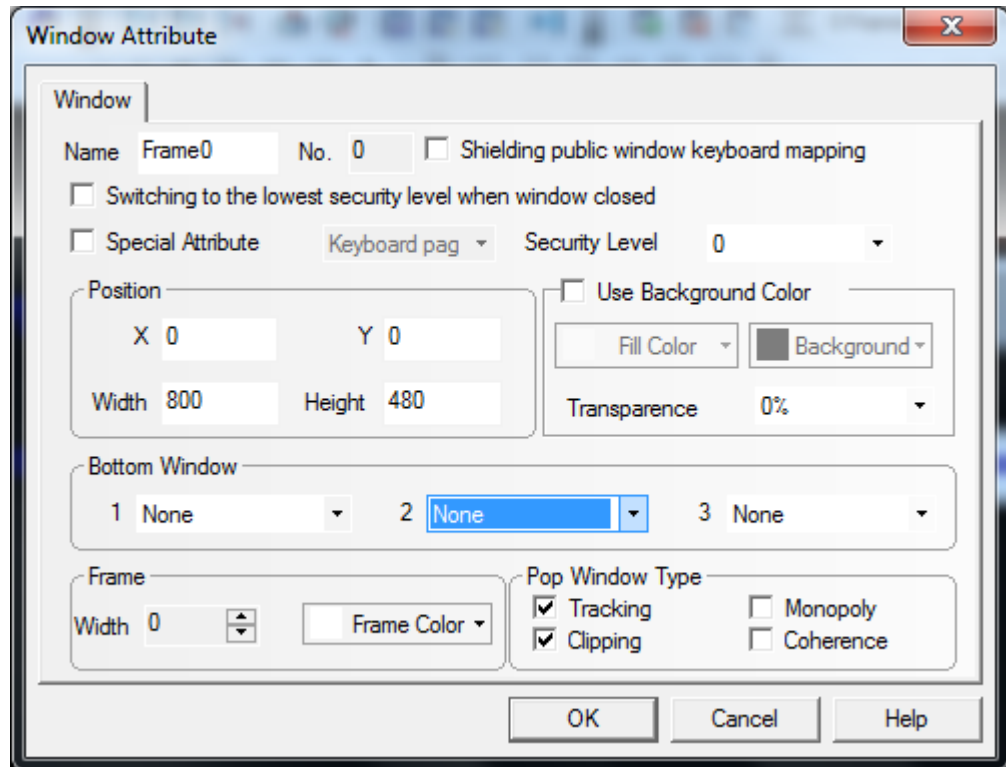 Window Attribute
Window
Name Frame0 No. 0 Shielding public window keyboard mapping
Switching to the lowest security level when window closed
Special Attribute Keyboard pag Security Level 0
Position
X 0 Y 0
Width 800 Height 480
Use Background Color
Fill Color Background
Transparence 0%
Bottom Window
1 None 2 None 3 None
Frame
Width 0 Frame Color
Pop Window Type
Tracking Monopoly
Clipping Coherence
OK Cancel Help